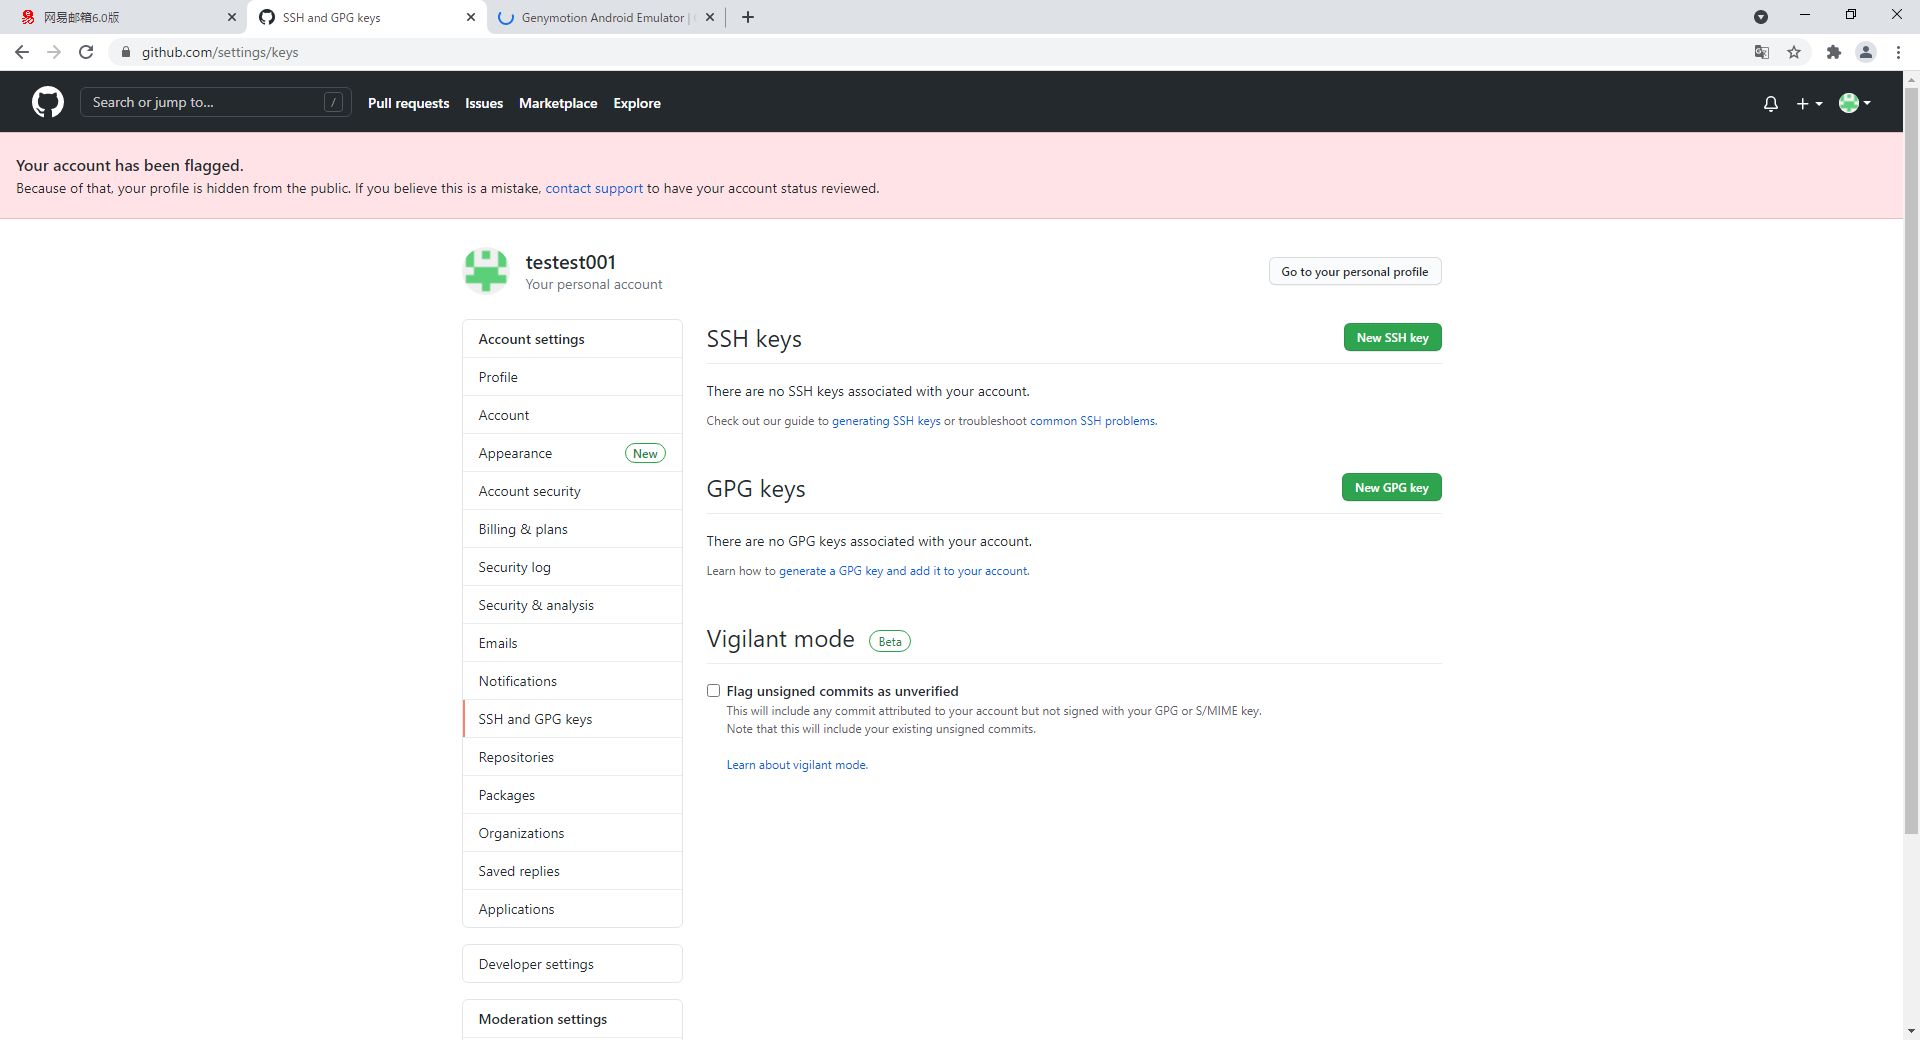 网易邮箱6.0版
SSH and GPG keys
Genymotion Android Emulator |
github.com/settings/keys
Search or jump to...
/
Pull requests
Issues
Marketplace
Explore
Your account has been flagged.
Because of that, your profile is hidden from the public. If you believe this is a mistake, contact support to have your account status reviewed.
testest001
Your personal account
Go to your personal profile
Account settings
Profile
Account
Appearance
New
Account security
Billing & plans
Security log
Security & analysis
Emails
Notifications
SSH and GPG keys
Repositories
Packages
Organizations
Saved replies
Applications
Developer settings
Moderation settings
SSH keys
New SSH key
There are no SSH keys associated with your account.
Check out our guide to generating SSH keys or troubleshoot common SSH problems.
GPG keys
New GPG key
There are no GPG keys associated with your account.
Learn how to generate a GPG key and add it to your account.
Vigilant mode
Beta
Flag unsigned commits as unverified
This will include any commit attributed to your account but not signed with your GPG or S/MIME key.
Note that this will include your existing unsigned commits.
Learn about vigilant mode.